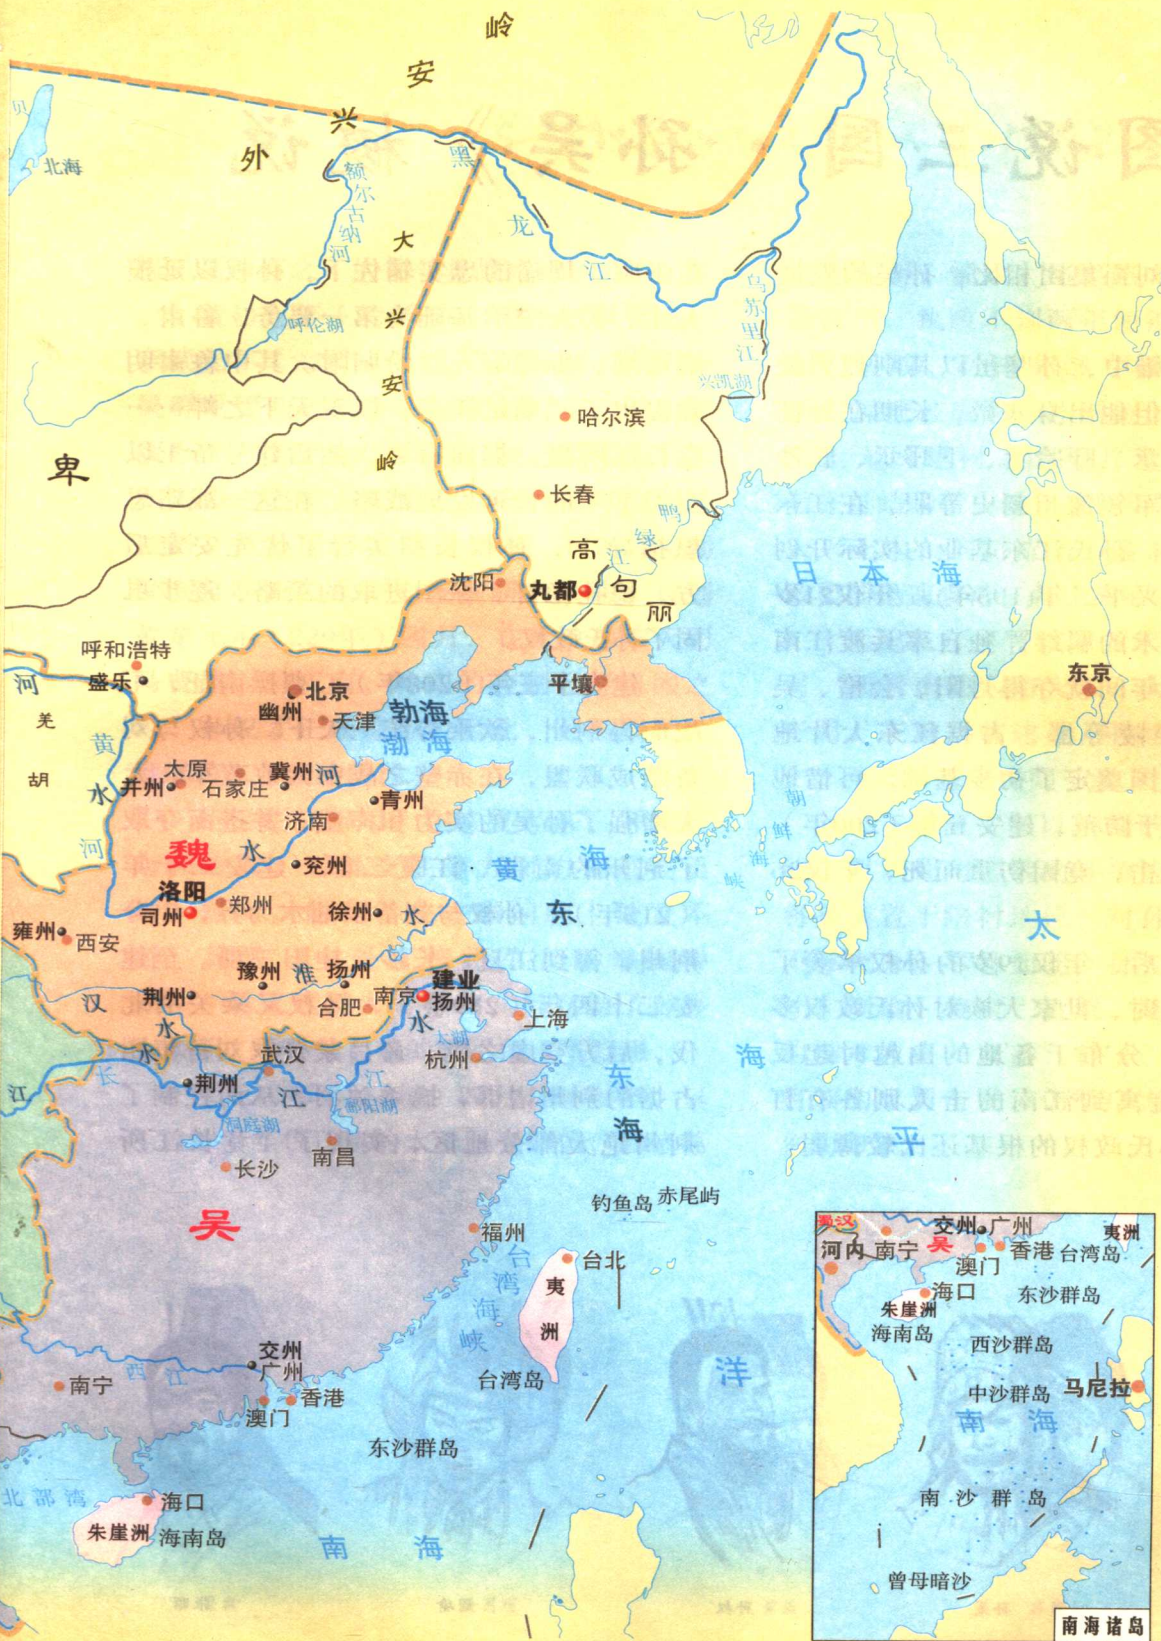 岭
安
兴
外
贝
北海
额尔古纳河
黑龙江
大兴安岭
呼伦湖
乌苏里江
兴凯湖
哈尔滨
卑
长春
鸭绿江
高句丽
沈阳
丸都
日本海
呼和浩特
盛乐
河
羌胡
北京
幽州
天津
勃海
渤海
平壤
东京
黄河
水
太原
并州
石家庄
冀州
河水
青州
济南
朝鲜海峡
魏
兖州
黄海
东海
洛阳
司州
郑州
徐州
雍州
西安
豫州
淮水
扬州
建业
荆州
合肥
南京
扬州
汉水
水
上海
太湖
杭州
武汉
江水
长江
荆州
鄱阳湖
洞庭湖
东海
太平洋
长沙
南昌
钓鱼岛
赤尾屿
吴
福州
台湾海峡
台北
夷洲
台湾岛
交州
广州
西江
南宁
香港
澳门
东沙群岛
北部湾
海口
朱崖洲
海南岛
南海
蜀汉
交州
广州
夷洲
河内
南宁
吴
香港
台湾岛
澳门
海口
东沙群岛
朱崖洲
海南岛
西沙群岛
中沙群岛
马尼拉
南海
南沙群岛
曾母暗沙
南海诸岛